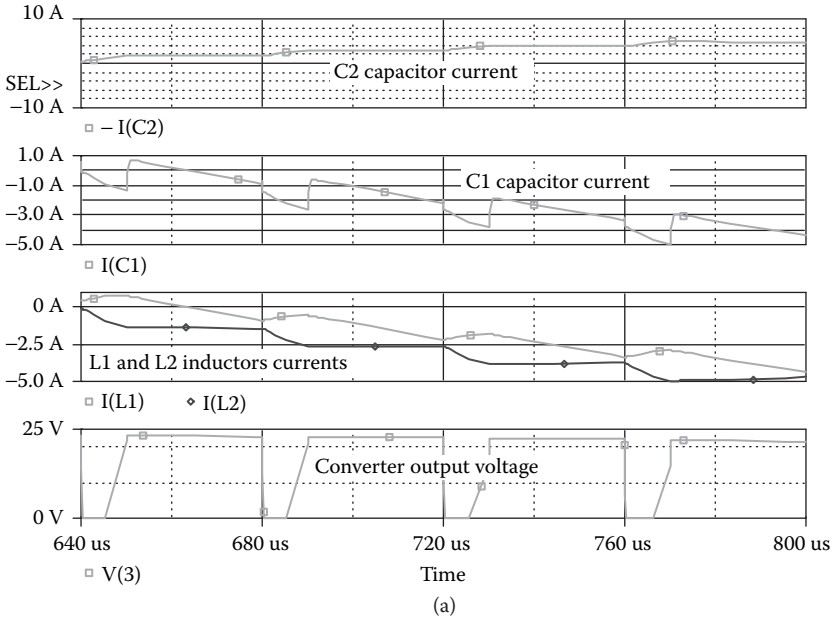 10 A
C2 capacitor current
SEL>>
−10 A
− I(C2)
1.0 A
−1.0 A
C1 capacitor current
−3.0 A
−5.0 A
I(C1)
0 A
−2.5 A
L1 and L2 inductors currents
−5.0 A
I(L1) I(L2)
25 V
Converter output voltage
0 V
640 us 680 us 720 us 760 us 800 us
V(3) Time
(a)